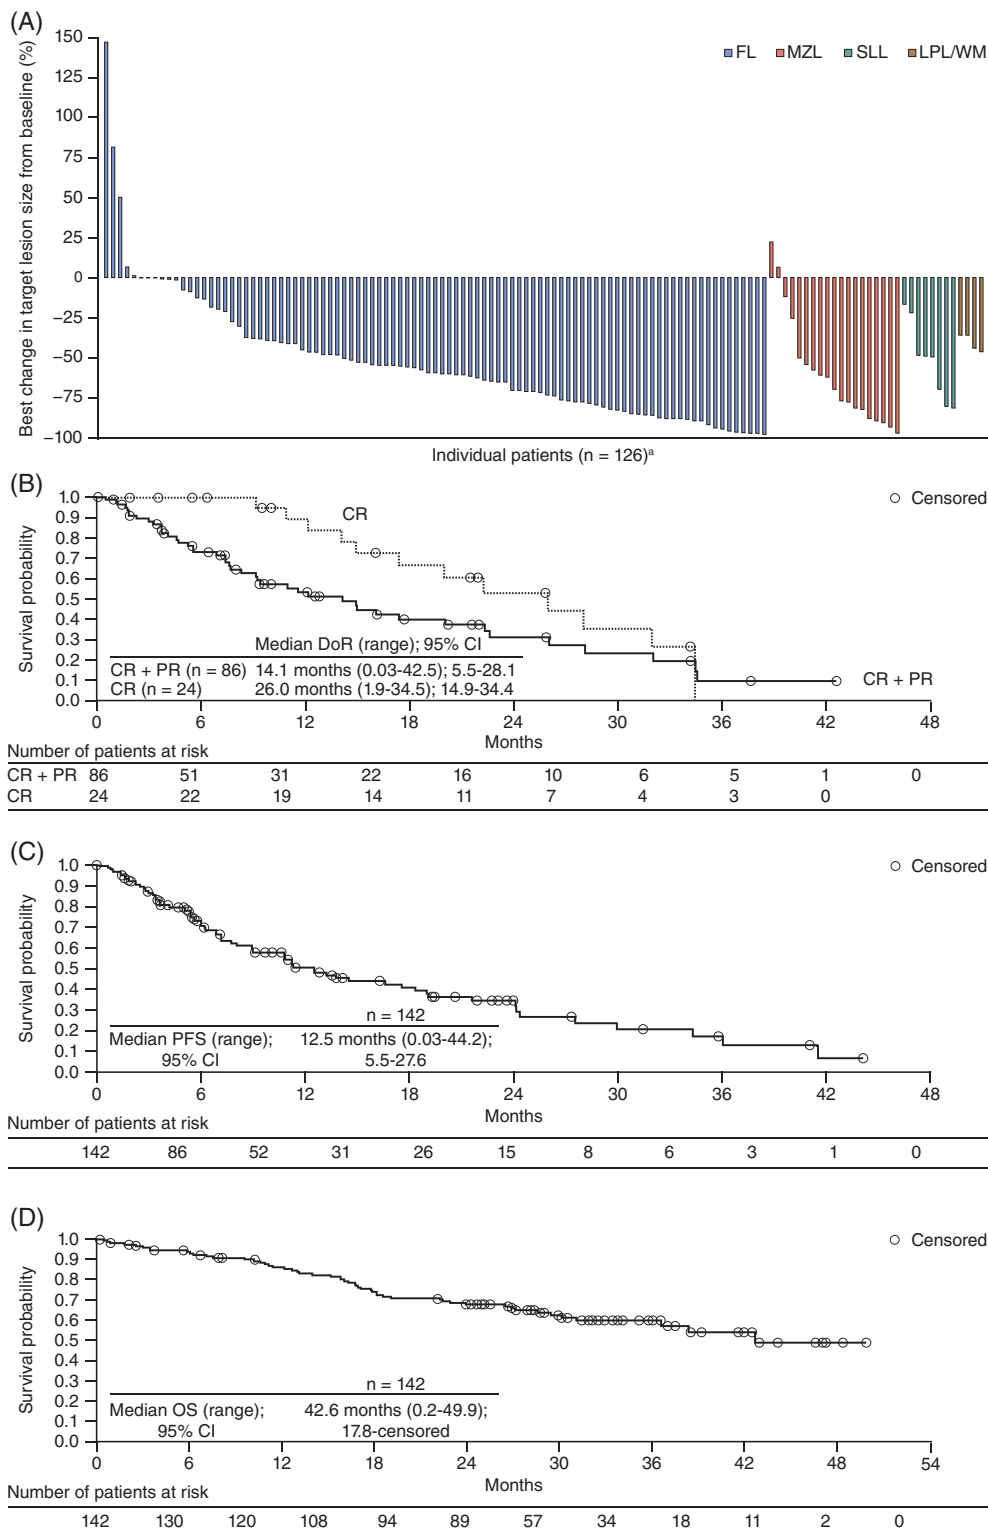 (A)
150
125
100
75
50
25
0
−25
−50
−75
−100
Best change in target lesion size from baseline (%)
FL MZL SLL LPL/WM
Individual patients (n = 126)ᵃ
(B)
1.0
0.9
0.8
0.7
0.6
0.5
0.4
0.3
0.2
0.1
0.0
Survival probability
Censored
CR
CR + PR
Median DoR (range); 95% CI
CR + PR (n = 86) 14.1 months (0.03-42.5); 5.5-28.1
CR (n = 24) 26.0 months (1.9-34.5); 14.9-34.4
0 6 12 18 24 30 36 42 48
Months
Number of patients at risk
CR + PR 86 51 31 22 16 10 6 5 1 0
CR 24 22 19 14 11 7 4 3 0
(C)
1.0
0.9
0.8
0.7
0.6
0.5
0.4
0.3
0.2
0.1
0.0
Survival probability
Censored
n = 142
Median PFS (range); 12.5 months (0.03-44.2);
95% CI 5.5-27.6
0 6 12 18 24 30 36 42 48
Months
Number of patients at risk
142 86 52 31 26 15 8 6 3 1 0
(D)
1.0
0.9
0.8
0.7
0.6
0.5
0.4
0.3
0.2
0.1
0.0
Survival probability
Censored
n = 142
Median OS (range); 42.6 months (0.2-49.9);
95% CI 17.8-censored
0 6 12 18 24 30 36 42 48 54
Months
Number of patients at risk
142 130 120 108 94 89 57 34 18 11 2 0